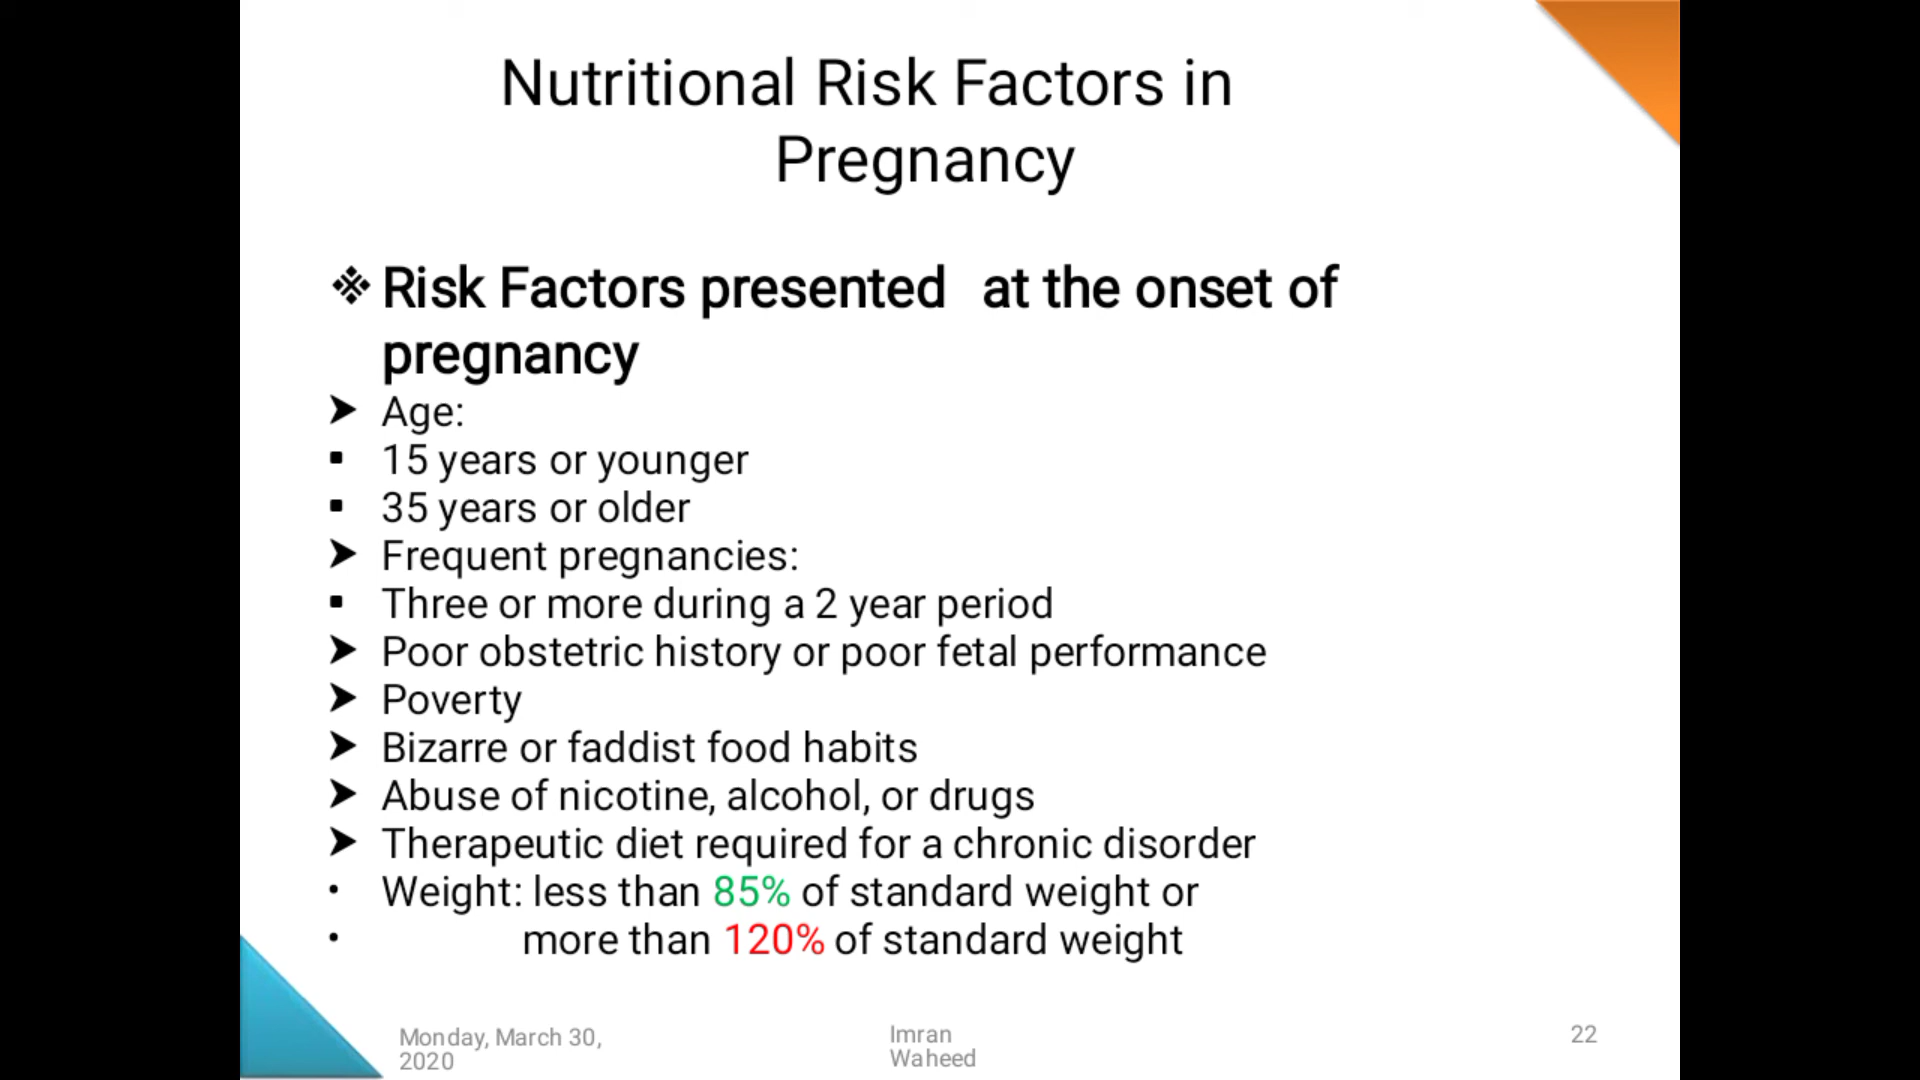 Nutritional Risk Factors in
Pregnancy
❖ Risk Factors presented at the onset of
pregnancy
➤ Age:
▪ 15 years or younger
▪ 35 years or older
➤ Frequent pregnancies:
▪ Three or more during a 2 year period
➤ Poor obstetric history or poor fetal performance
➤ Poverty
➤ Bizarre or faddist food habits
➤ Abuse of nicotine, alcohol, or drugs
➤ Therapeutic diet required for a chronic disorder
• Weight: less than 85% of standard weight or
• more than 120% of standard weight
Monday, March 30,
2020
Imran
Waheed
22